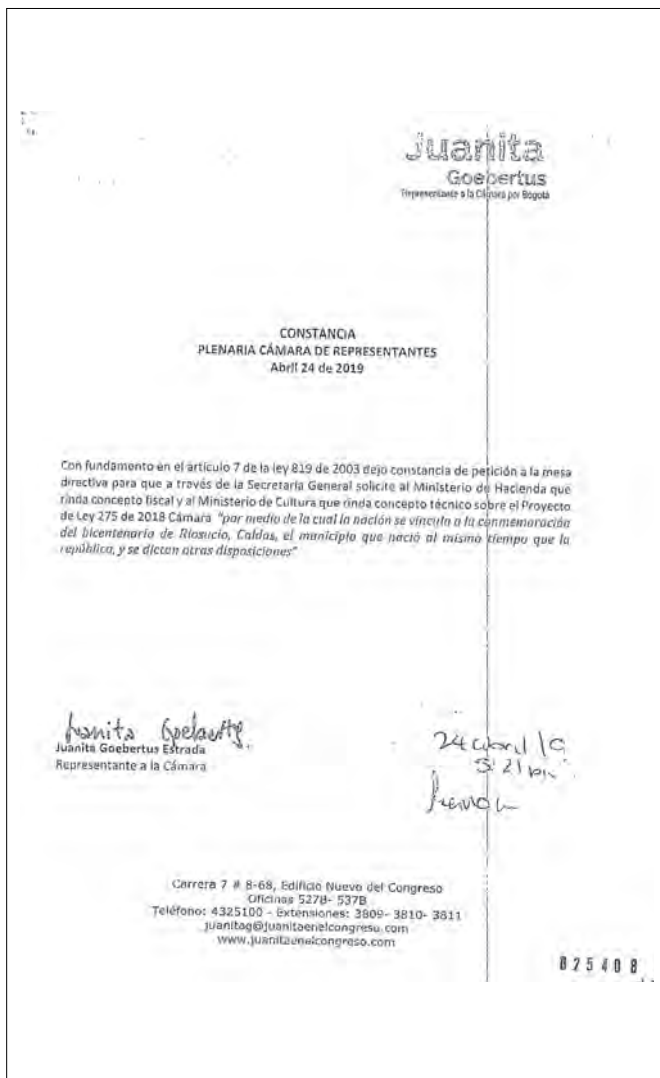 Juanita
Goebertus
Representante a la Cámara por Bogotá
CONSTANCIA
PLENARIA CÁMARA DE REPRESENTANTES
Abril 24 de 2019
Con fundamento en el artículo 7 de la ley 819 de 2003 dejo constancia de petición a la mesa
directiva para que a través de la Secretaría General solicite al Ministerio de Hacienda que
rinda concepto fiscal y al Ministerio de Cultura que rinda concepto técnico sobre el Proyecto
de Ley 275 de 2018 Cámara "por medio de la cual la nación se vincula a la conmemoración
del bicentenario de Riosucio, Caldas, el municipio que nació al mismo tiempo que la
república, y se dictan otras disposiciones"
Juanita Goebertus
Juanita Goebertus Estrada
Representante a la Cámara
24 abril 19
Carrera 7 # 8-68, Edificio Nuevo del Congreso
Oficinas 527B- 537B
Teléfono: 4325100 - Extensiones: 3809- 3810- 3811
juanitag@juanitaenelcongreso.com
www.juanitaenelcongreso.com
025408